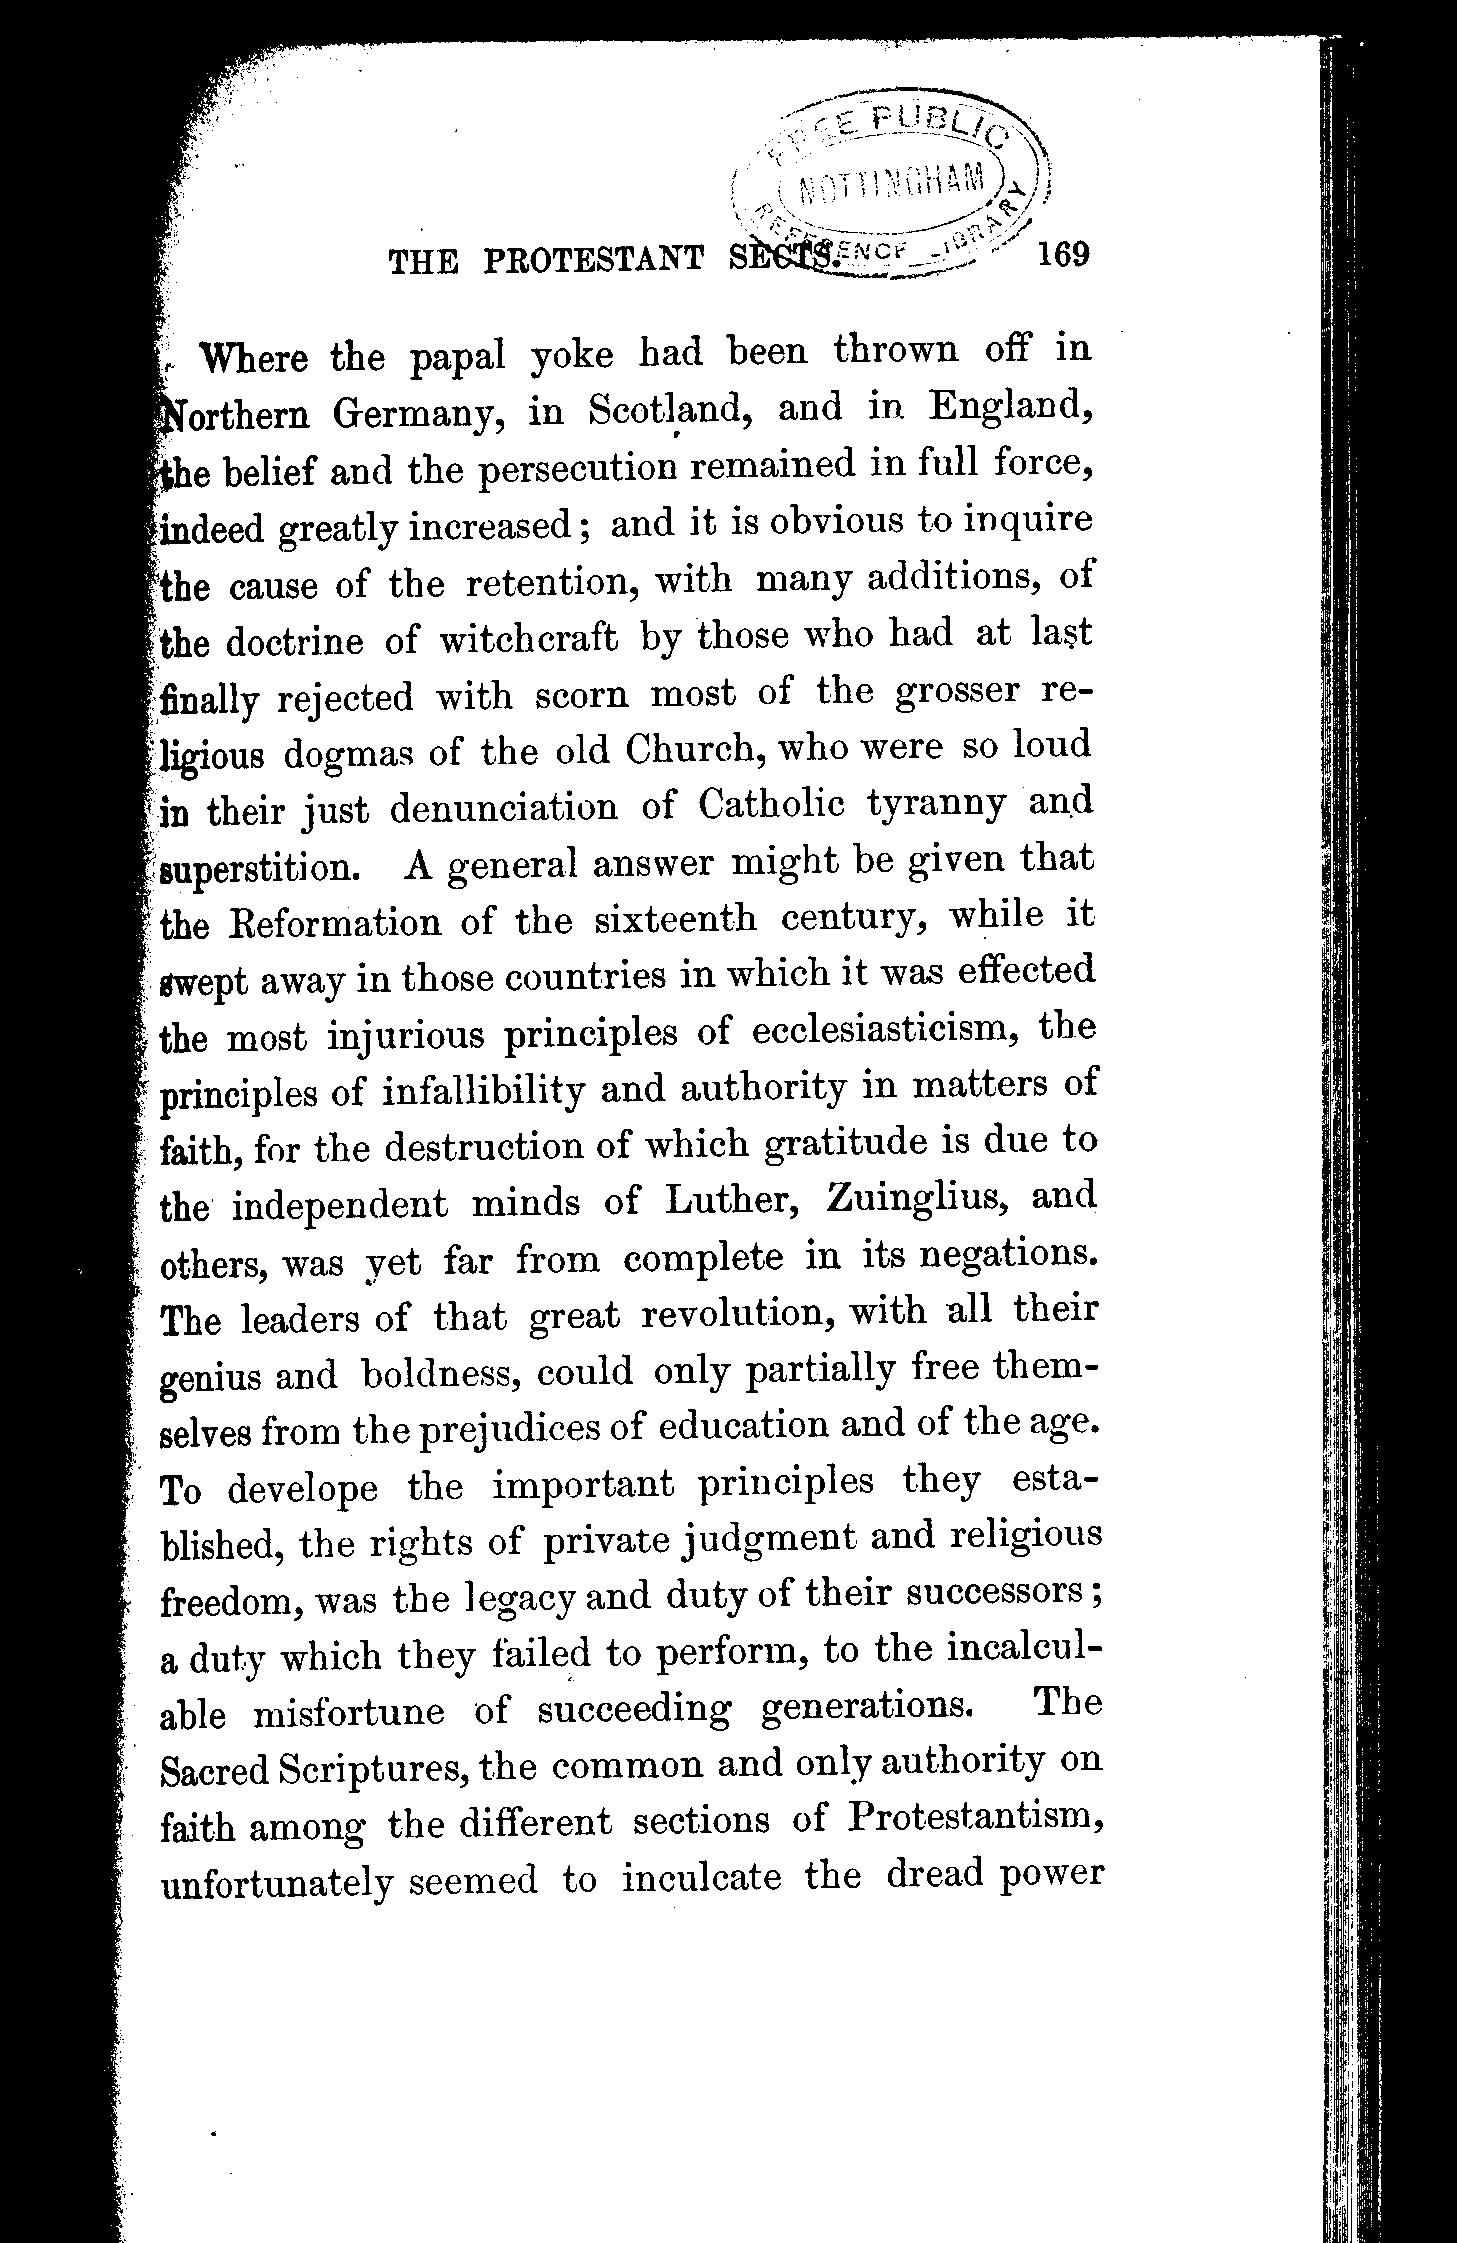 FREE PUBLIC
NOTTINGHAM
REFERENCE LIBRARY
THE PROTESTANT SECTS. 169
Where the papal yoke had been thrown off in
Northern Germany, in Scotland, and in England,
the belief and the persecution remained in full force,
indeed greatly increased; and it is obvious to inquire
the cause of the retention, with many additions, of
the doctrine of witchcraft by those who had at last
finally rejected with scorn most of the grosser re-
ligious dogmas of the old Church, who were so loud
in their just denunciation of Catholic tyranny and
superstition. A general answer might be given that
the Reformation of the sixteenth century, while it
swept away in those countries in which it was effected
the most injurious principles of ecclesiasticism, the
principles of infallibility and authority in matters of
faith, for the destruction of which gratitude is due to
the independent minds of Luther, Zuinglius, and
others, was yet far from complete in its negations.
The leaders of that great revolution, with all their
genius and boldness, could only partially free them-
selves from the prejudices of education and of the age.
To develope the important principles they esta-
blished, the rights of private judgment and religious
freedom, was the legacy and duty of their successors;
a duty which they failed to perform, to the incalcul-
able misfortune of succeeding generations. The
Sacred Scriptures, the common and only authority on
faith among the different sections of Protestantism,
unfortunately seemed to inculcate the dread power